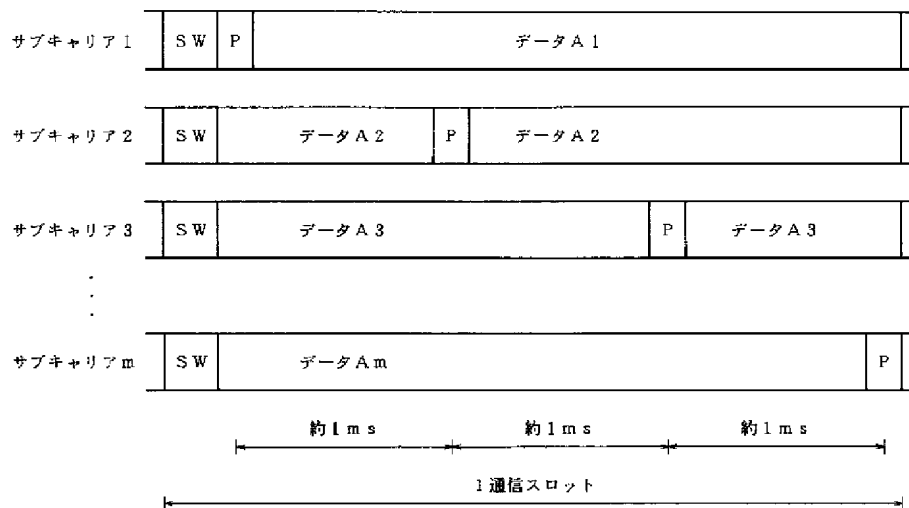 サブキャリア1 SW P データA1
サブキャリア2 SW データA2 P データA2
サブキャリア3 SW データA3 P データA3
・
・
・
サブキャリアm SW データAm P
約1ms 約1ms 約1ms
1通信スロット